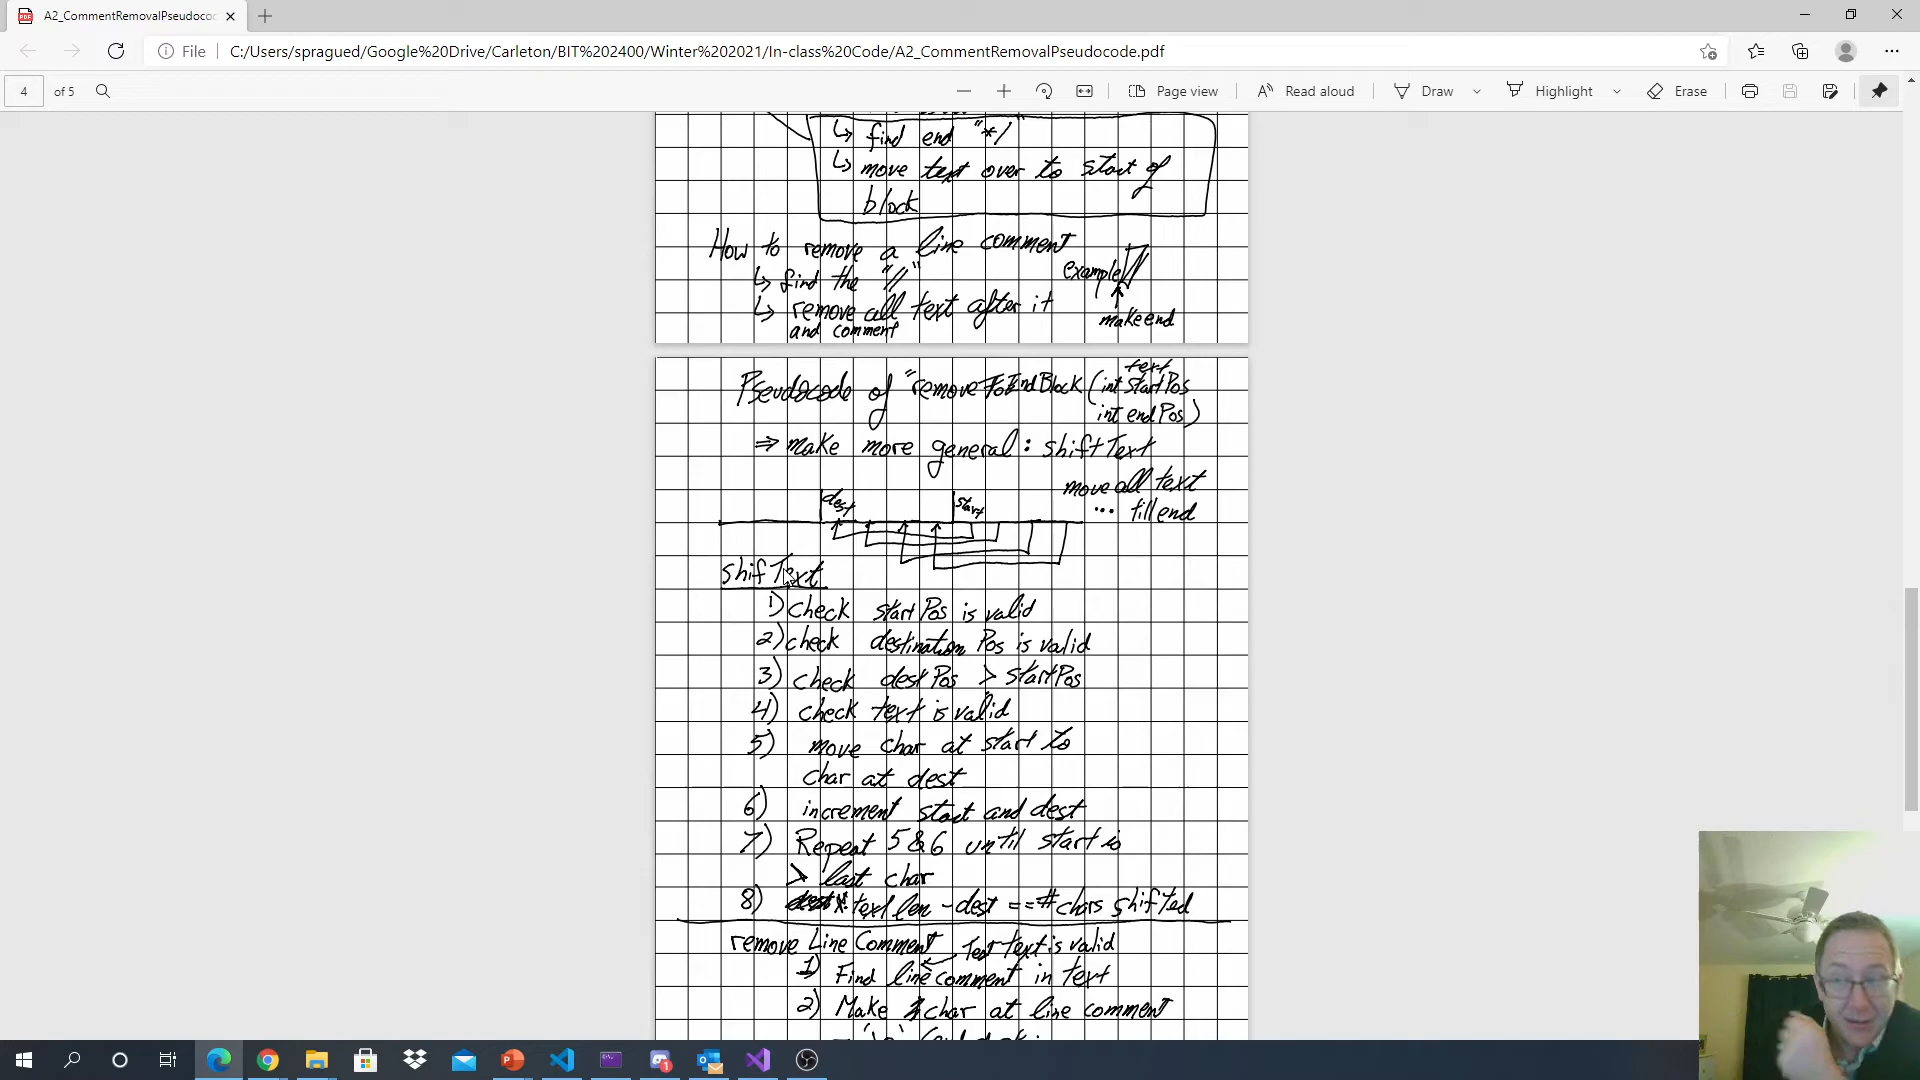 A2_CommentRemovalPseudocod
File C:/Users/spragued/Google%20Drive/Carleton/BIT%202400/Winter%202021/In-class%20Code/A2_CommentRemovalPseudocode.pdf
4 of 5 Page view Read aloud Draw Highlight Erase
↳ find end "*/"
↳ move text over to start of
block
How to remove a line comment
↳ find the "//"
↳ remove all text after it
and comment
example//
make end
text
Pseudocode of "removeToEndBlock (int startPos
int endPos)
⇒ make more general: shiftText
move all text
... till end
dest start
shifText
1) check startPos is valid
2) check destination Pos is valid
3) check destPos > startPos
4) check text is valid
5) move char at start to
char at dest
6) increment start and dest
7) Repeat 5&6 until start is
> last char
8) text len - dest == # chars shifted
remove Line Comment Test text is valid
1) Find line comment in text
2) Make char at line comment
1